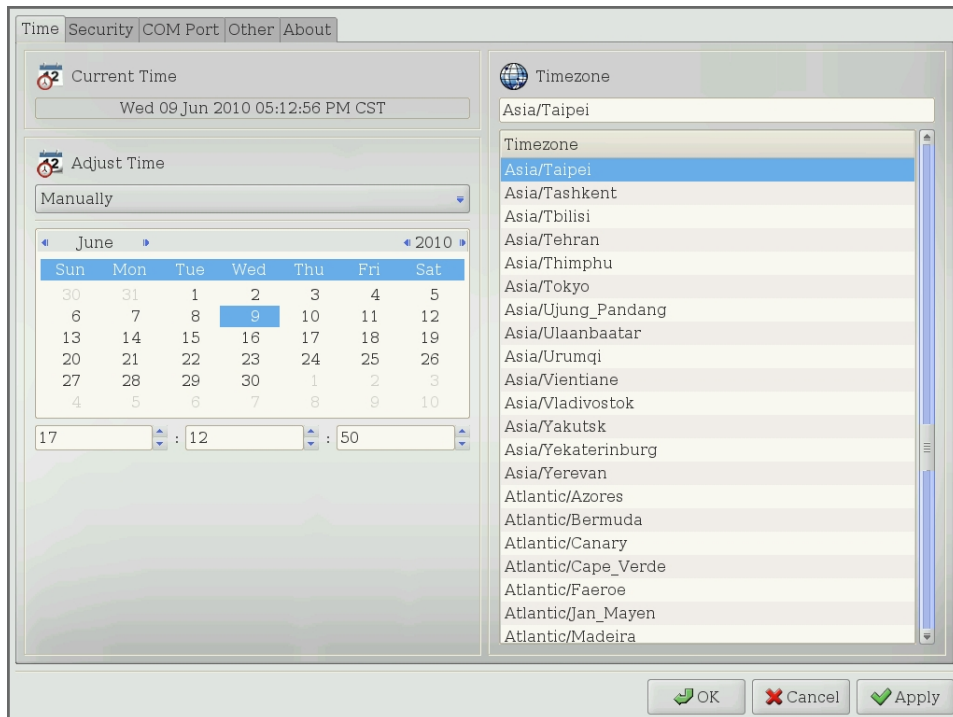 Time Security COM Port Other About
Current Time
Wed 09 Jun 2010 05:12:56 PM CST
Adjust Time
Manually
June 2010
Sun Mon Tue Wed Thu Fri Sat
30 31 1 2 3 4 5
6 7 8 9 10 11 12
13 14 15 16 17 18 19
20 21 22 23 24 25 26
27 28 29 30 1 2 3
4 5 6 7 8 9 10
17 : 12 : 50
Timezone
Asia/Taipei
Timezone
Asia/Taipei
Asia/Tashkent
Asia/Tbilisi
Asia/Tehran
Asia/Thimphu
Asia/Tokyo
Asia/Ujung_Pandang
Asia/Ulaanbaatar
Asia/Urumqi
Asia/Vientiane
Asia/Vladivostok
Asia/Yakutsk
Asia/Yekaterinburg
Asia/Yerevan
Atlantic/Azores
Atlantic/Bermuda
Atlantic/Canary
Atlantic/Cape_Verde
Atlantic/Faeroe
Atlantic/Jan_Mayen
Atlantic/Madeira
OK Cancel Apply